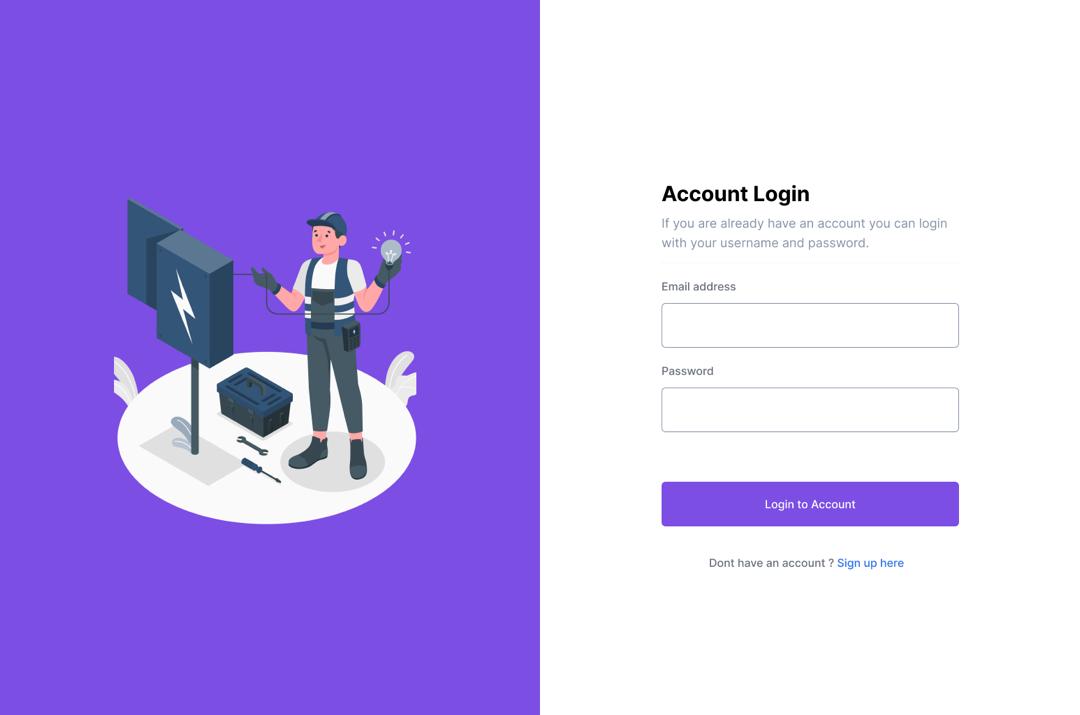 Account Login
If you are already have an account you can login
with your username and password.
Email address
Password
Login to Account
Dont have an account ? Sign up here